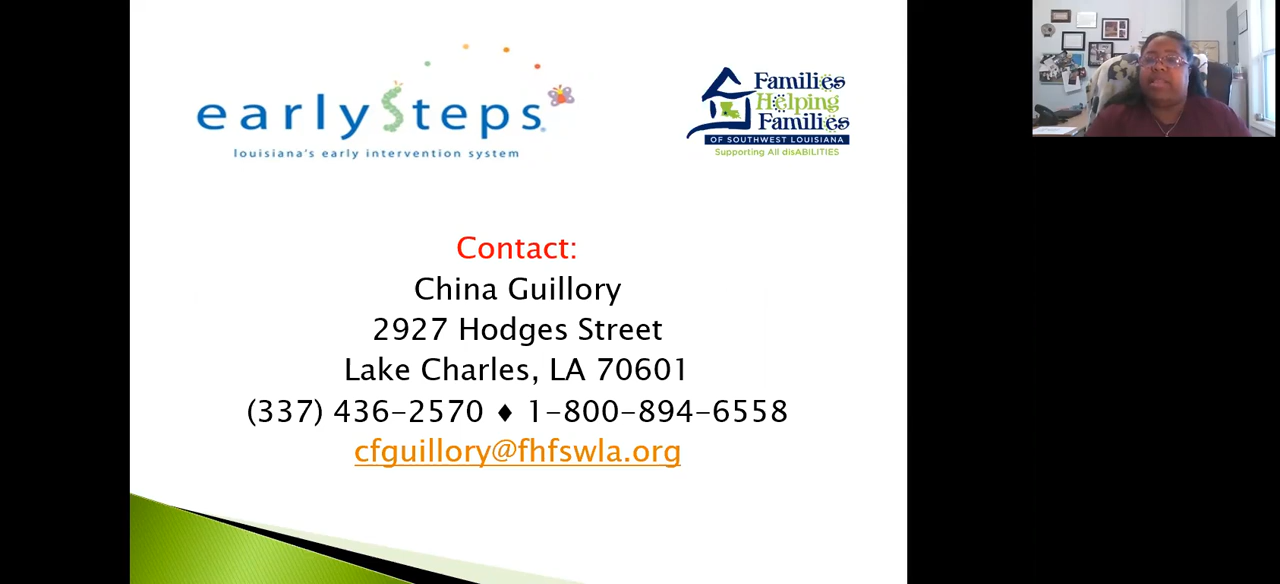 earlySteps
louisiana's early intervention system
Families
Helping
Families
OF SOUTHWEST LOUISIANA
Supporting All disABILITIES
Contact:
China Guillory
2927 Hodges Street
Lake Charles, LA 70601
(337) 436-2570 ♦ 1-800-894-6558
cfguillory@fhfswla.org